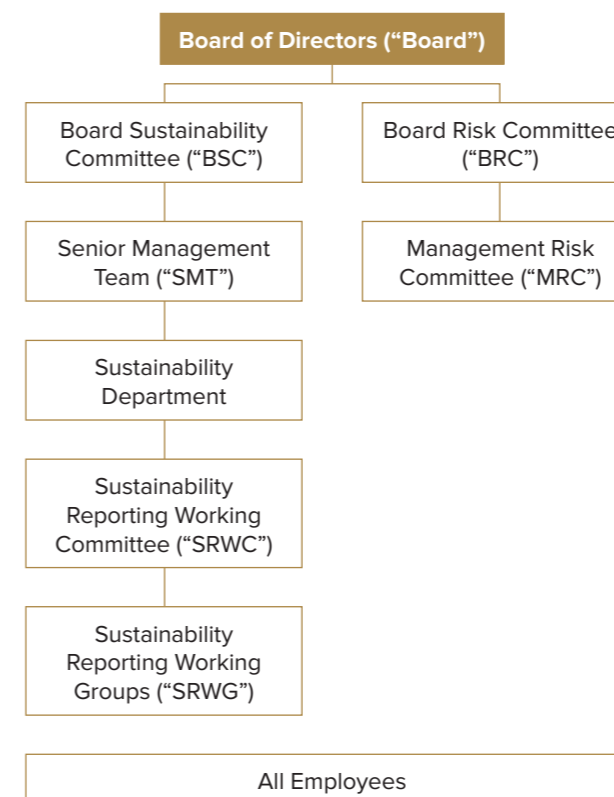 Board of Directors (“Board”)
Board Sustainability
Committee (“BSC”)
Board Risk Committee
(“BRC”)
Senior Management
Team (“SMT”)
Management Risk
Committee (“MRC”)
Sustainability
Department
Sustainability
Reporting Working
Committee (“SRWC”)
Sustainability
Reporting Working
Groups (“SRWG”)
All Employees